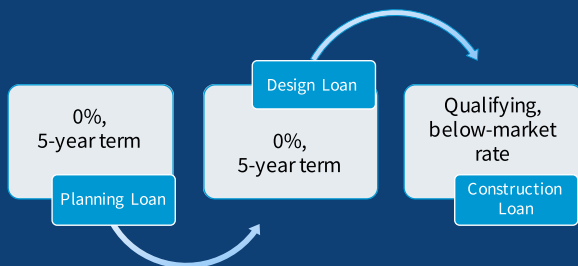 0%,
5-year term
Planning Loan
Design Loan
0%,
5-year term
Qualifying,
below-market
rate
Construction
Loan